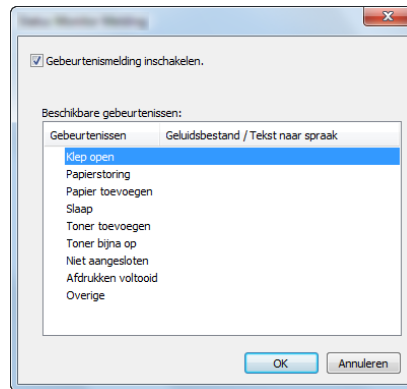 Gebeurtenismelding inschakelen.
Beschikbare gebeurtenissen:
Gebeurtenissen Geluidsbestand / Tekst naar spraak
Klep open
Papierstoring
Papier toevoegen
Slaap
Toner toevoegen
Toner bijna op
Niet aangesloten
Afdrukken voltooid
Overige
OK Annuleren